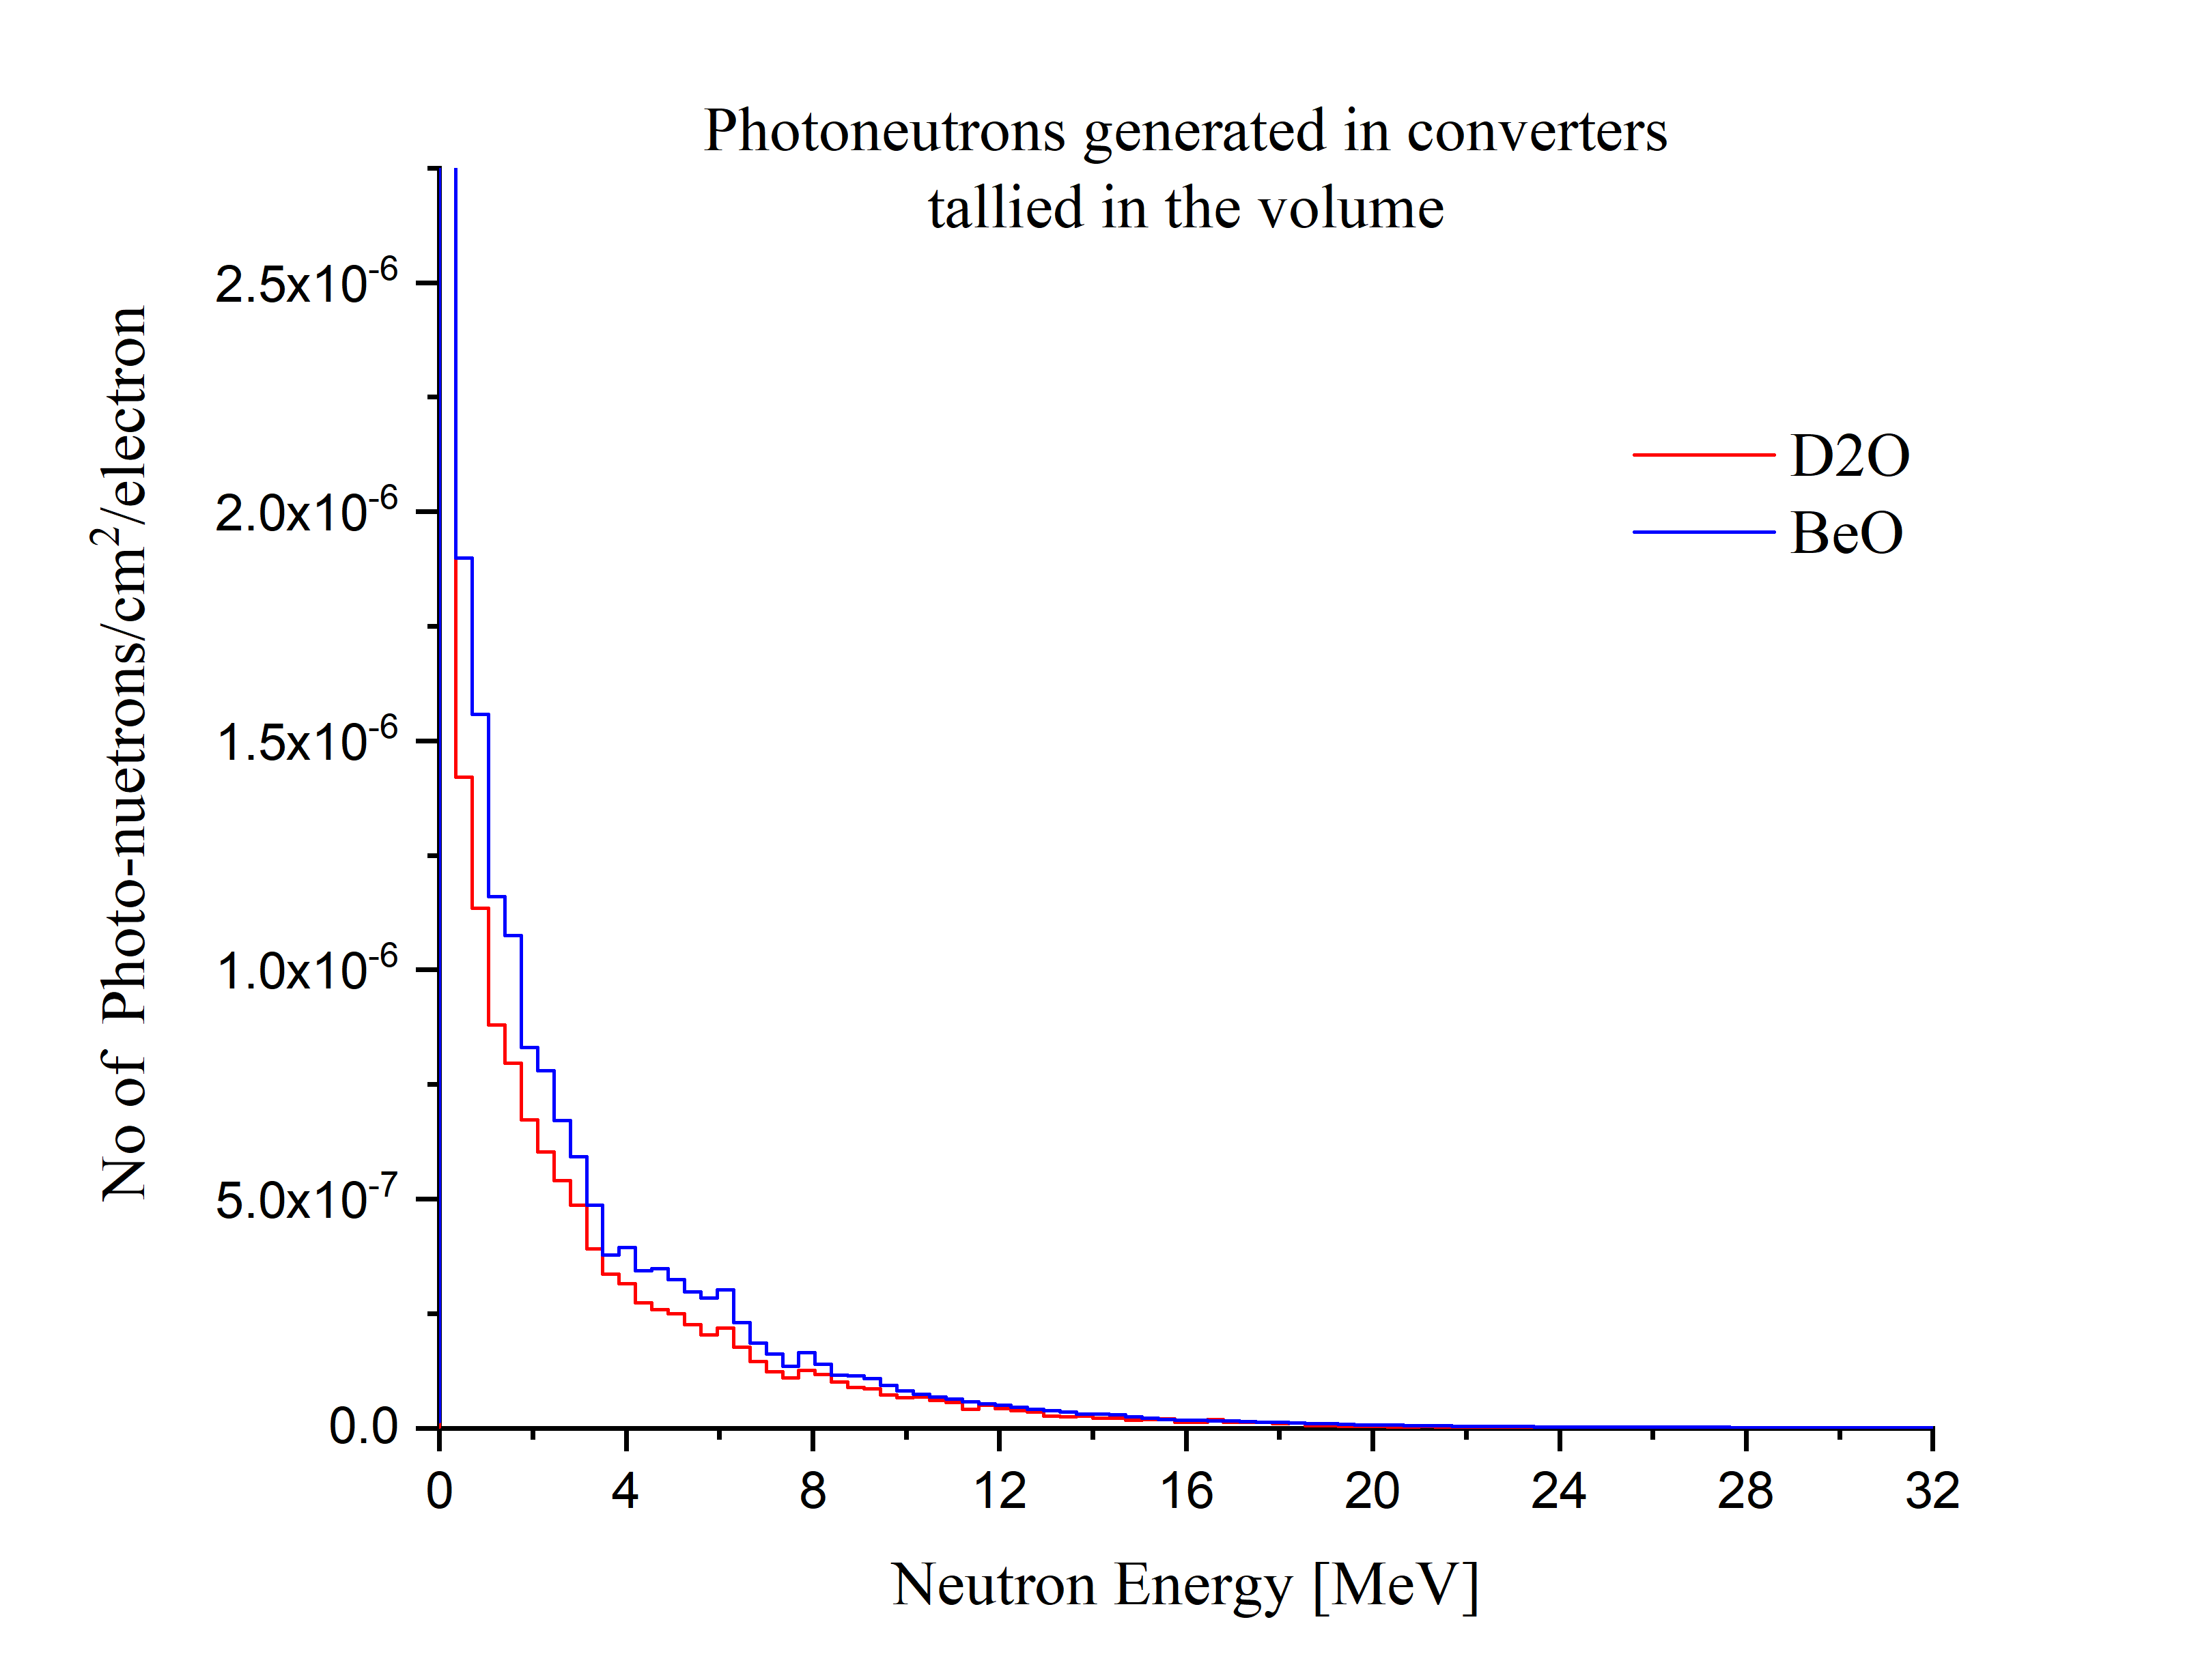 Photoneutrons generated in converters
tallied in the volume
No of Photo-nuetrons/cm²/electron
2.5x10⁻⁶
2.0x10⁻⁶
1.5x10⁻⁶
1.0x10⁻⁶
5.0x10⁻⁷
0.0
D2O
BeO
0 4 8 12 16 20 24 28 32
Neutron Energy [MeV]